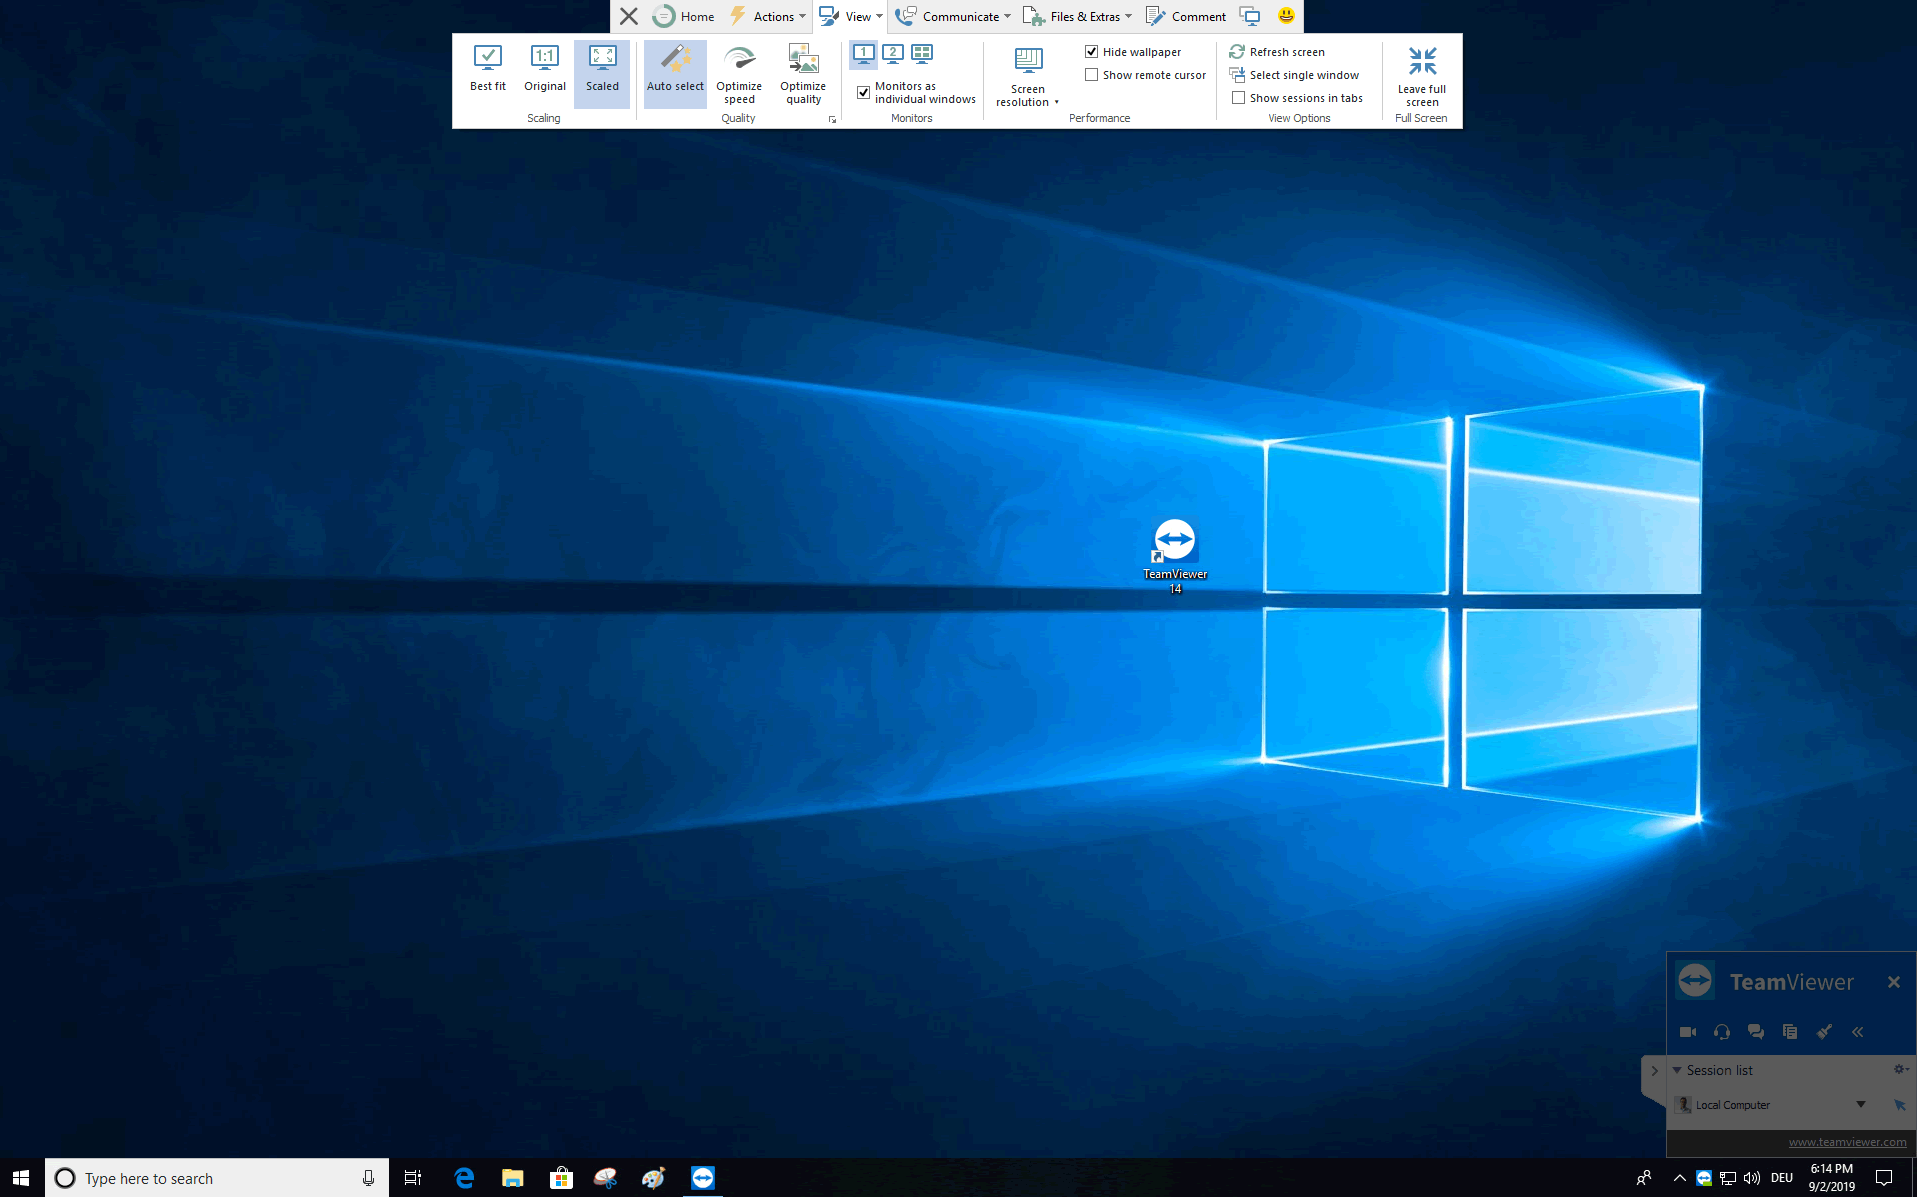 Home Actions View Communicate Files & Extras Comment
Best fit
Original
1:1
Scaled
Scaling
Auto select
Optimize
speed
Optimize
quality
Quality
1 2
Monitors as
individual windows
Monitors
Screen
resolution
Hide wallpaper
Show remote cursor
Performance
Refresh screen
Select single window
Show sessions in tabs
View Options
Leave full
screen
Full Screen
TeamViewer
14
TeamViewer
Session list
Local Computer
www.teamviewer.com
Type here to search
DEU
6:14 PM
9/2/2019